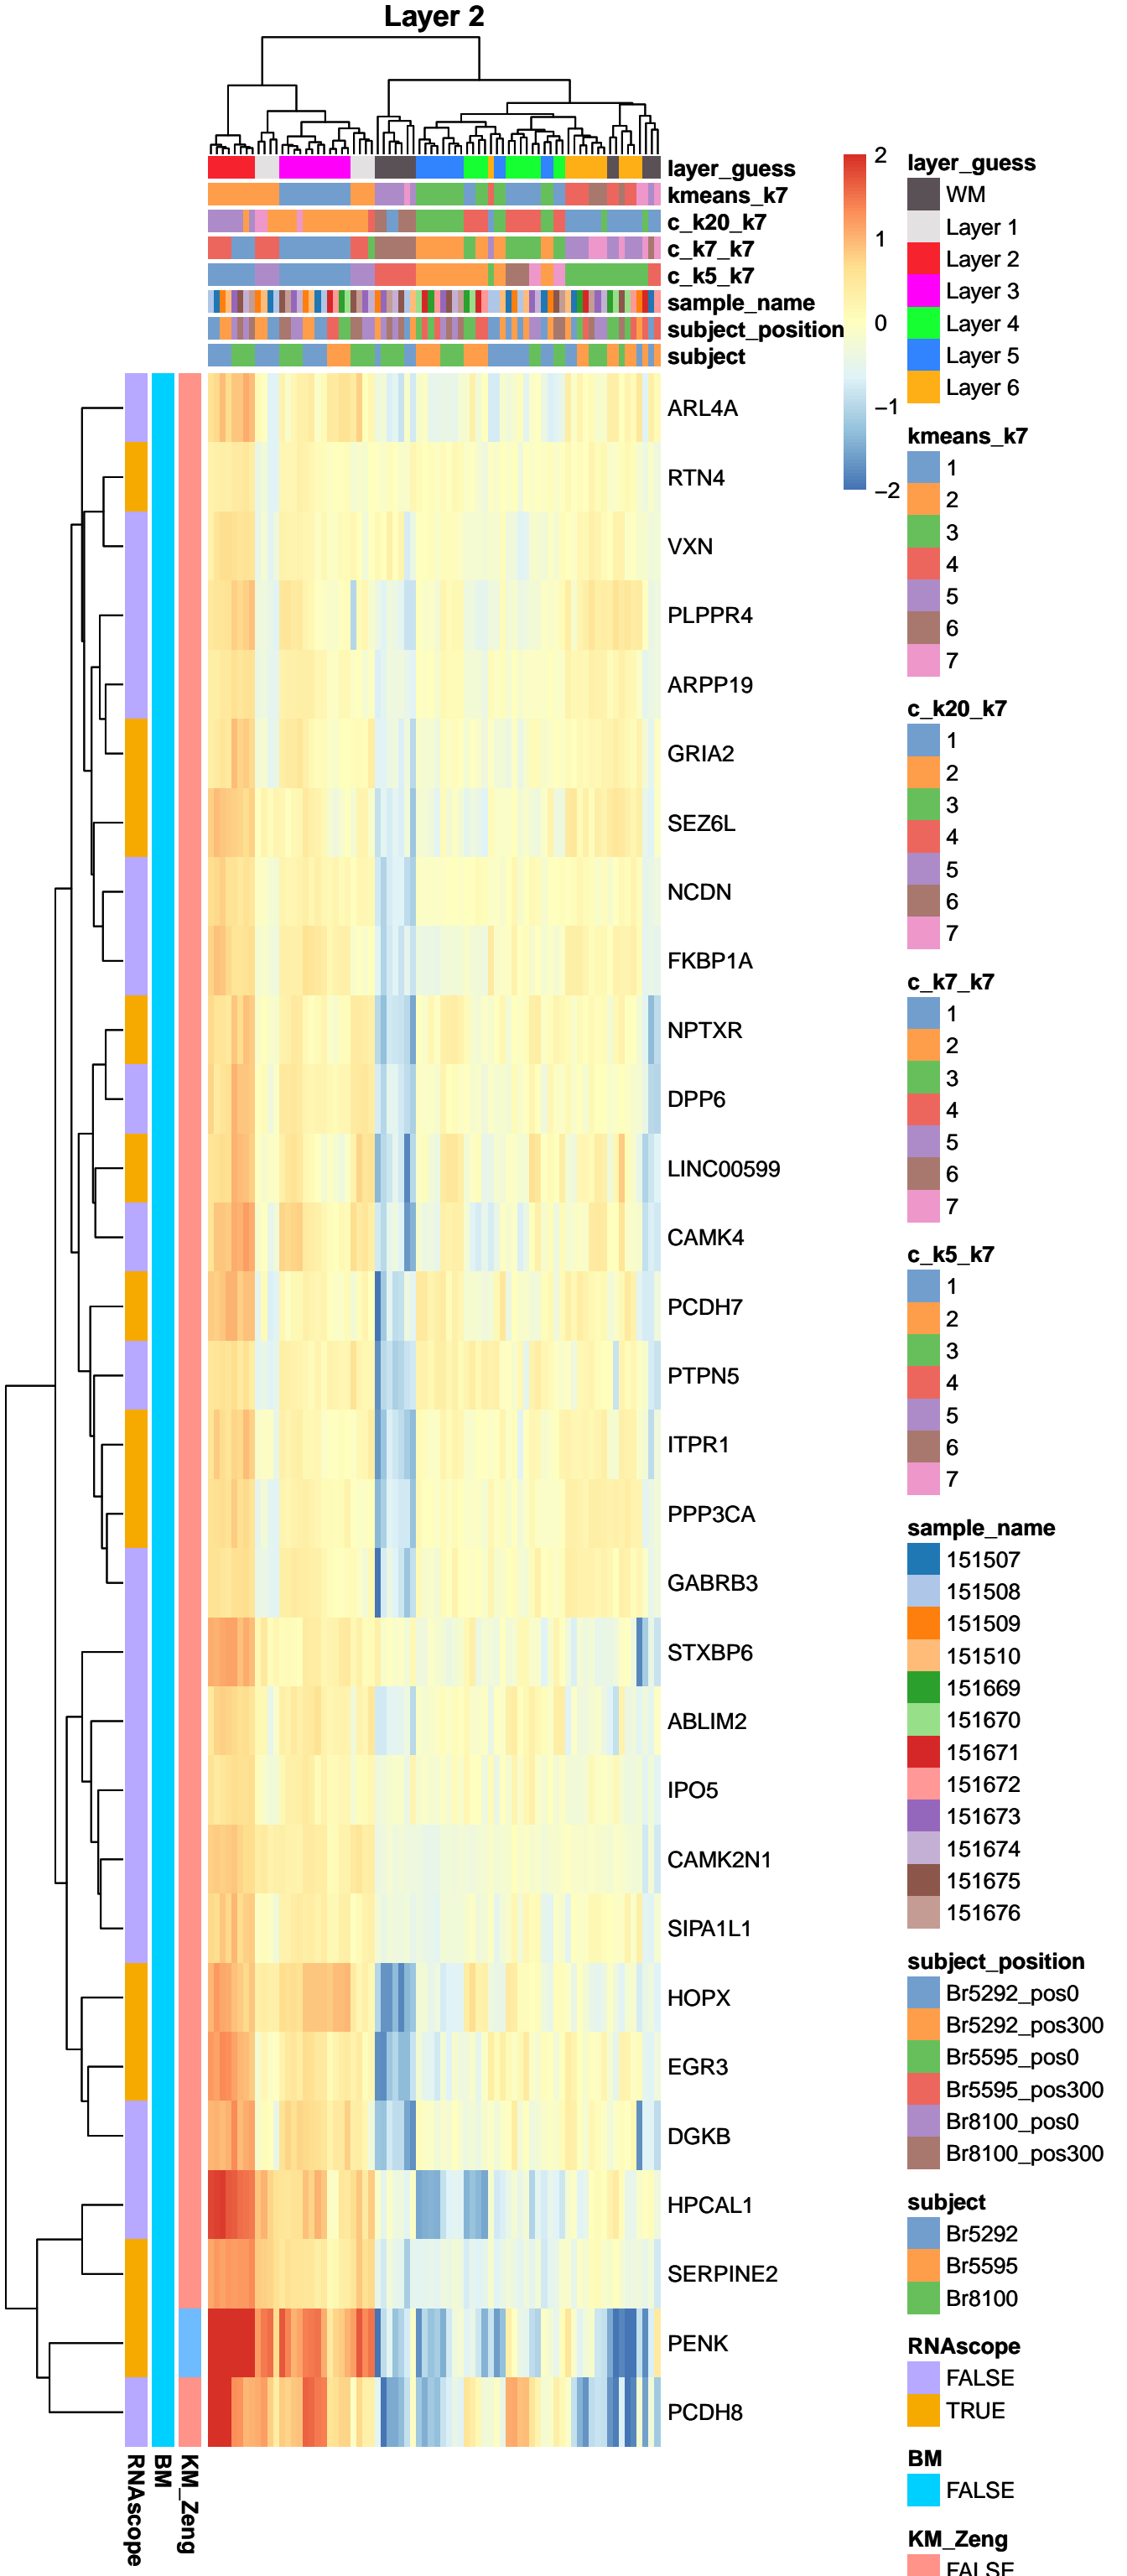 Layer 2
layer_guess
kmeans_k7
c_k20_k7
c_k7_k7
c_k5_k7
sample_name
subject_position
subject
ARL4A
RTN4
VXN
PLPPR4
ARPP19
GRIA2
SEZ6L
NCDN
FKBP1A
NPTXR
DPP6
LINC00599
CAMK4
PCDH7
PTPN5
ITPR1
PPP3CA
GABRB3
STXBP6
ABLIM2
IPO5
CAMK2N1
SIPA1L1
HOPX
EGR3
DGKB
HPCAL1
SERPINE2
PENK
PCDH8
RNAscope
BM
KM_Zeng
2
1
0
−1
−2
layer_guess
WM
Layer 1
Layer 2
Layer 3
Layer 4
Layer 5
Layer 6
kmeans_k7
1
2
3
4
5
6
7
c_k20_k7
1
2
3
4
5
6
7
c_k7_k7
1
2
3
4
5
6
7
c_k5_k7
1
2
3
4
5
6
7
sample_name
151507
151508
151509
151510
151669
151670
151671
151672
151673
151674
151675
151676
subject_position
Br5292_pos0
Br5292_pos300
Br5595_pos0
Br5595_pos300
Br8100_pos0
Br8100_pos300
subject
Br5292
Br5595
Br8100
RNAscope
FALSE
TRUE
BM
FALSE
KM_Zeng
FALSE